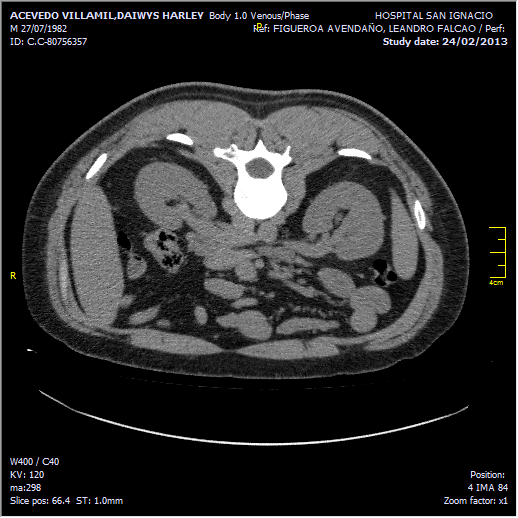 ACEVEDO VILLAMIL,DAIWYS HARLEY Body 1.0 Venous/Phase
HOSPITAL SAN IGNACIO
M 27/07/1982
Ref: FIGUEROA AVENDAÑO, LEANDRO FALCAO / Perf:
ID: C.C-80756357
Study date: 24/02/2013
R
4cm
W400 / C40
KV: 120
ma:298
Slice pos: 66.4 ST: 1.0mm
Position:
4 IMA 84
Zoom factor: x1